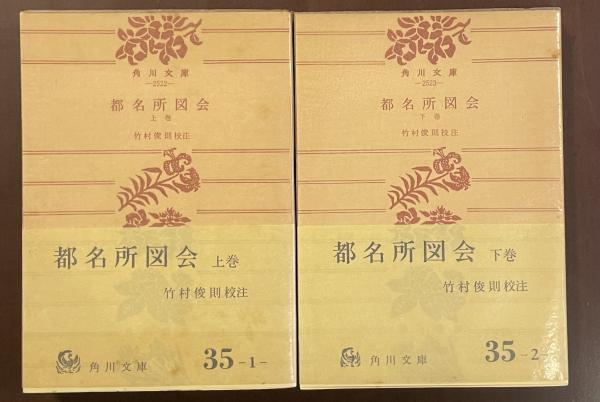 角川文庫
—2522—
都名所図会
上巻
竹村俊則校注
都名所図会 上巻
竹村俊則校注
角川文庫 35-1-
角川文庫
—2523—
都名所図会
下巻
竹村俊則校注
都名所図会 下巻
竹村俊則校注
角川文庫 35-2-